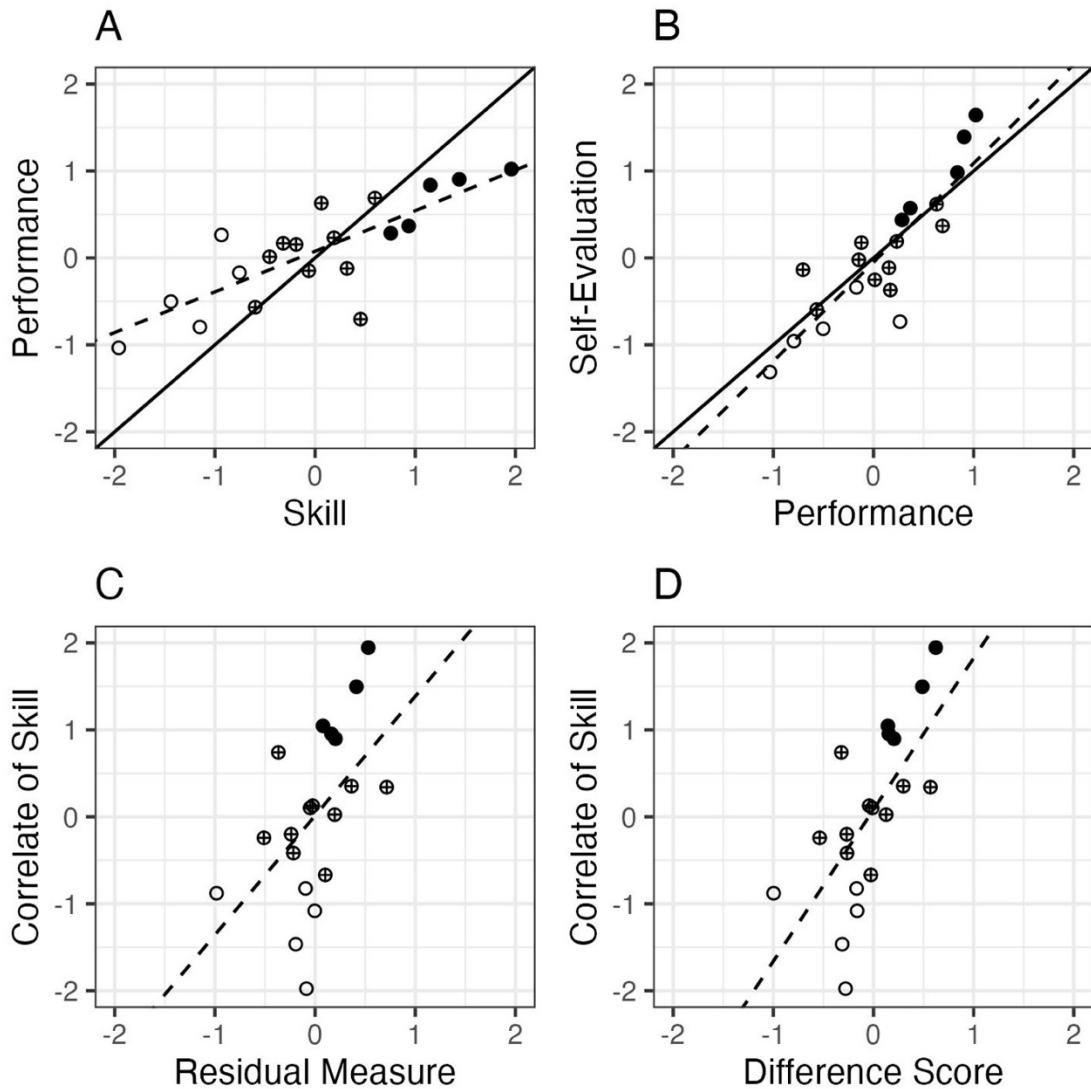 A
Performance
2
1
0
-1
-2
-2 -1 0 1 2
Skill
B
Self-Evaluation
2
1
0
-1
-2
-2 -1 0 1 2
Performance
C
Correlate of Skill
2
1
0
-1
-2
-2 -1 0 1 2
Residual Measure
D
Correlate of Skill
2
1
0
-1
-2
-2 -1 0 1 2
Difference Score